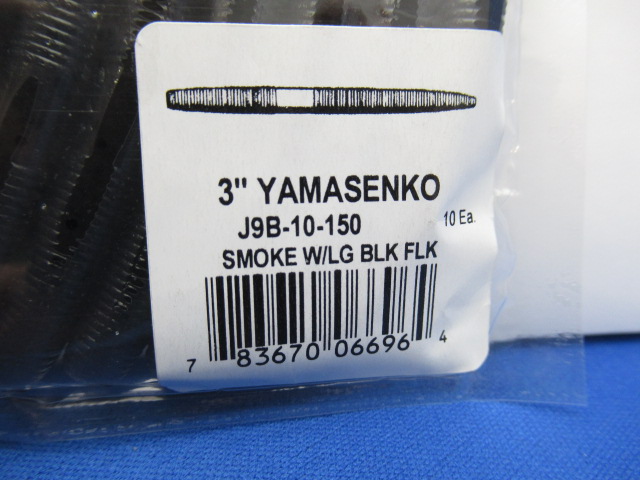 3" YAMASENKO
J9B-10-150 10 Ea.
SMOKE W/LG BLK FLK
7 83670 06696 4